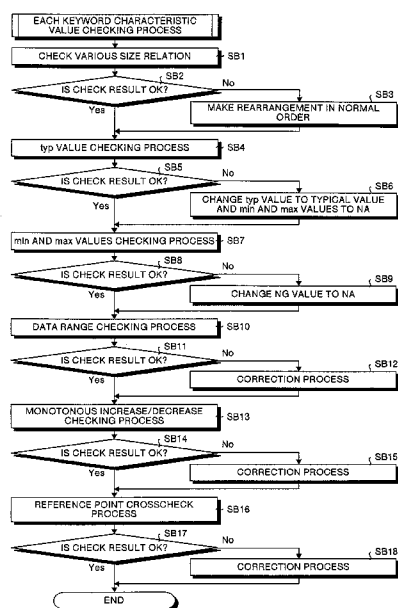 EACH KEYWORD CHARACTERISTIC
VALUE CHECKING PROCESS
CHECK VARIOUS SIZE RELATION
SB1
SB2
IS CHECK RESULT OK?
No
Yes
SB3
MAKE REARRANGEMENT IN NORMAL
ORDER
typ VALUE CHECKING PROCESS
SB4
SB5
IS CHECK RESULT OK?
No
Yes
SB6
CHANGE typ VALUE TO TYPICAL VALUE
AND min AND max VALUES TO NA
min AND max VALUES CHECKING PROCESS
SB7
SB8
IS CHECK RESULT OK?
No
Yes
SB9
CHANGE NG VALUE TO NA
DATA RANGE CHECKING PROCESS
SB10
SB11
IS CHECK RESULT OK?
No
Yes
SB12
CORRECTION PROCESS
MONOTONOUS INCREASE/DECREASE
CHECKING PROCESS
SB13
SB14
IS CHECK RESULT OK?
No
Yes
SB15
CORRECTION PROCESS
REFERENCE POINT CROSSCHECK
PROCESS
SB16
SB17
IS CHECK RESULT OK?
No
Yes
SB18
CORRECTION PROCESS
END